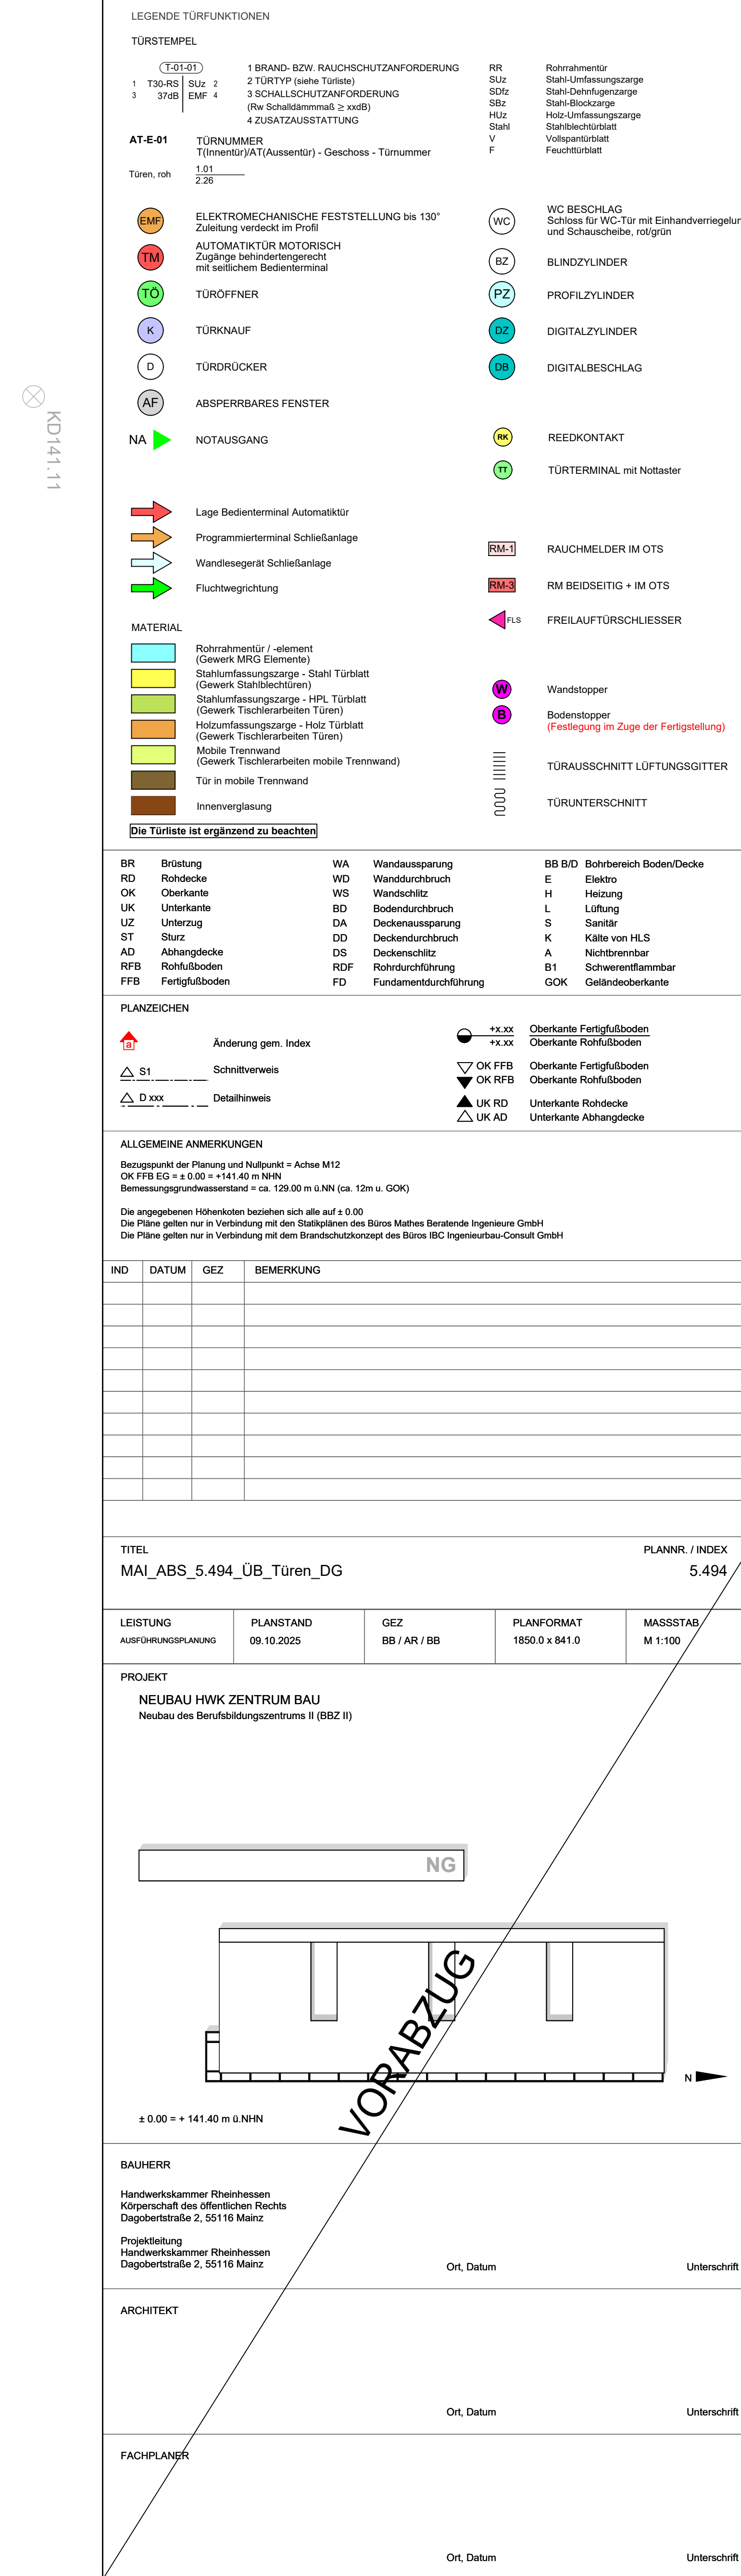 LEGENDE TÜRFUNKTIONEN
TÜRSTEMPEL
T-01-01
1 T30-RS SUz 2
3 37dB EMF 4
1 BRAND- BZW. RAUCHSCHUTZANFORDERUNG
2 TÜRTYP (siehe Türliste)
3 SCHALLSCHUTZANFORDERUNG
(Rw Schalldämmmaß ≥ xxdB)
4 ZUSATZAUSSTATTUNG
RR Rohrrahmentür
SUz Stahl-Umfassungszarge
SDfz Stahl-Dehnfugenzarge
SBz Stahl-Blockzarge
HUz Holz-Umfassungszarge
Stahl Stahlblechtürblatt
V Vollspantürblatt
F Feuchttürblatt
AT-E-01 TÜRNUMMER
T(Innentür)/AT(Aussentür) - Geschoss - Türnummer
Türen, roh 1.01
2.26
EMF ELEKTROMECHANISCHE FESTSTELLUNG bis 130°
Zuleitung verdeckt im Profil
TM AUTOMATIKTÜR MOTORISCH
Zugänge behindertengerecht
mit seitlichem Bedienterminal
TÖ TÜRÖFFNER
K TÜRKNAUF
D TÜRDRÜCKER
AF ABSPERRBARES FENSTER
NA NOTAUSGANG
WC WC BESCHLAG
Schloss für WC-Tür mit Einhandverriegelun
und Schauscheibe, rot/grün
BZ BLINDZYLINDER
PZ PROFILZYLINDER
DZ DIGITALZYLINDER
DB DIGITALBESCHLAG
RK REEDKONTAKT
TT TÜRTERMINAL mit Nottaster
KD141.11
Lage Bedienterminal Automatiktür
Programmierterminal Schließanlage
Wandlesegerät Schließanlage
Fluchtwegrichtung
RM-1 RAUCHMELDER IM OTS
RM-3 RM BEIDSEITIG + IM OTS
FLS FREILAUFTÜRSCHLIESSER
MATERIAL
Rohrrahmentür / -element
(Gewerk MRG Elemente)
Stahlumfassungszarge - Stahl Türblatt
(Gewerk Stahlblechtüren)
Stahlumfassungszarge - HPL Türblatt
(Gewerk Tischlerarbeiten Türen)
Holzumfassungszarge - Holz Türblatt
(Gewerk Tischlerarbeiten Türen)
Mobile Trennwand
(Gewerk Tischlerarbeiten mobile Trennwand)
Tür in mobile Trennwand
Innenverglasung
W Wandstopper
B Bodenstopper
(Festlegung im Zuge der Fertigstellung)
TÜRAUSSCHNITT LÜFTUNGSGITTER
TÜRUNTERSCHNITT
Die Türliste ist ergänzend zu beachten
BR Brüstung WA Wandaussparung BB B/D Bohrbereich Boden/Decke
RD Rohdecke WD Wanddurchbruch E Elektro
OK Oberkante WS Wandschlitz H Heizung
UK Unterkante BD Bodendurchbruch L Lüftung
UZ Unterzug DA Deckenaussparung S Sanitär
ST Sturz DD Deckendurchbruch K Kälte von HLS
AD Abhangdecke DS Deckenschlitz A Nichtbrennbar
RFB Rohfußboden RDF Rohrdurchführung B1 Schwerentflammbar
FFB Fertigfußboden FD Fundamentdurchführung GOK Geländeoberkante
PLANZEICHEN
a Änderung gem. Index
S1 Schnittverweis
D xxx Detailhinweis
+x.xx Oberkante Fertigfußboden
+x.xx Oberkante Rohfußboden
OK FFB Oberkante Fertigfußboden
OK RFB Oberkante Rohfußboden
UK RD Unterkante Rohdecke
UK AD Unterkante Abhangdecke
ALLGEMEINE ANMERKUNGEN
Bezugspunkt der Planung und Nullpunkt = Achse M12
OK FFB EG = ± 0.00 = +141.40 m NHN
Bemessungsgrundwasserstand = ca. 129.00 m ü.NN (ca. 12m u. GOK)
Die angegebenen Höhenkoten beziehen sich alle auf ± 0.00
Die Pläne gelten nur in Verbindung mit den Statikplänen des Büros Mathes Beratende Ingenieure GmbH
Die Pläne gelten nur in Verbindung mit dem Brandschutzkonzept des Büros IBC Ingenieurbau-Consult GmbH
IND DATUM GEZ BEMERKUNG
TITEL PLANNR. / INDEX
MAI_ABS_5.494_ÜB_Türen_DG 5.494
LEISTUNG PLANSTAND GEZ PLANFORMAT MASSSTAB
AUSFÜHRUNGSPLANUNG 09.10.2025 BB / AR / BB 1850.0 x 841.0 M 1:100
PROJEKT
NEUBAU HWK ZENTRUM BAU
Neubau des Berufsbildungszentrums II (BBZ II)
NG
VORABZUG
N
± 0.00 = + 141.40 m ü.NHN
BAUHERR
Handwerkskammer Rheinhessen
Körperschaft des öffentlichen Rechts
Dagobertstraße 2, 55116 Mainz
Projektleitung
Handwerkskammer Rheinhessen
Dagobertstraße 2, 55116 Mainz
Ort, Datum Unterschrift
ARCHITEKT
Ort, Datum Unterschrift
FACHPLANER
Ort, Datum Unterschrift